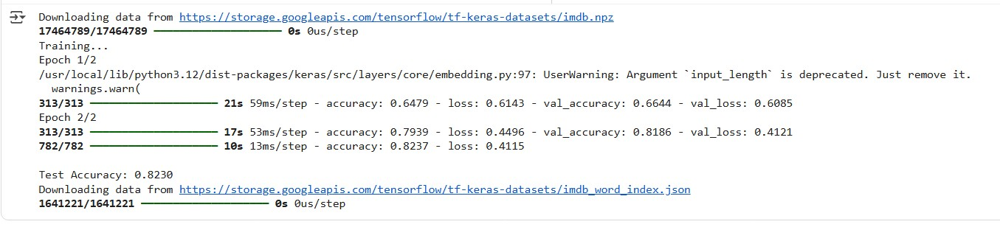 Downloading data from https://storage.googleapis.com/tensorflow/tf-keras-datasets/imdb.npz
17464789/17464789 ━━━━━━━━━━━━━━━━━━━━ 0s 0us/step
Training...
Epoch 1/2
/usr/local/lib/python3.12/dist-packages/keras/src/layers/core/embedding.py:97: UserWarning: Argument `input_length` is deprecated. Just remove it.
  warnings.warn(
313/313 ━━━━━━━━━━━━━━━━━━━━ 21s 59ms/step - accuracy: 0.6479 - loss: 0.6143 - val_accuracy: 0.6644 - val_loss: 0.6085
Epoch 2/2
313/313 ━━━━━━━━━━━━━━━━━━━━ 17s 53ms/step - accuracy: 0.7939 - loss: 0.4496 - val_accuracy: 0.8186 - val_loss: 0.4121
782/782 ━━━━━━━━━━━━━━━━━━━━ 10s 13ms/step - accuracy: 0.8237 - loss: 0.4115
Test Accuracy: 0.8230
Downloading data from https://storage.googleapis.com/tensorflow/tf-keras-datasets/imdb_word_index.json
1641221/1641221 ━━━━━━━━━━━━━━━━━━━━ 0s 0us/step